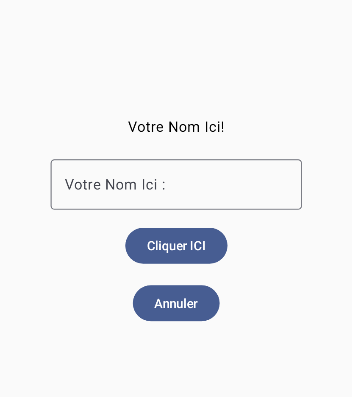 Votre Nom Ici!
Votre Nom Ici :
Cliquer ICI
Annuler